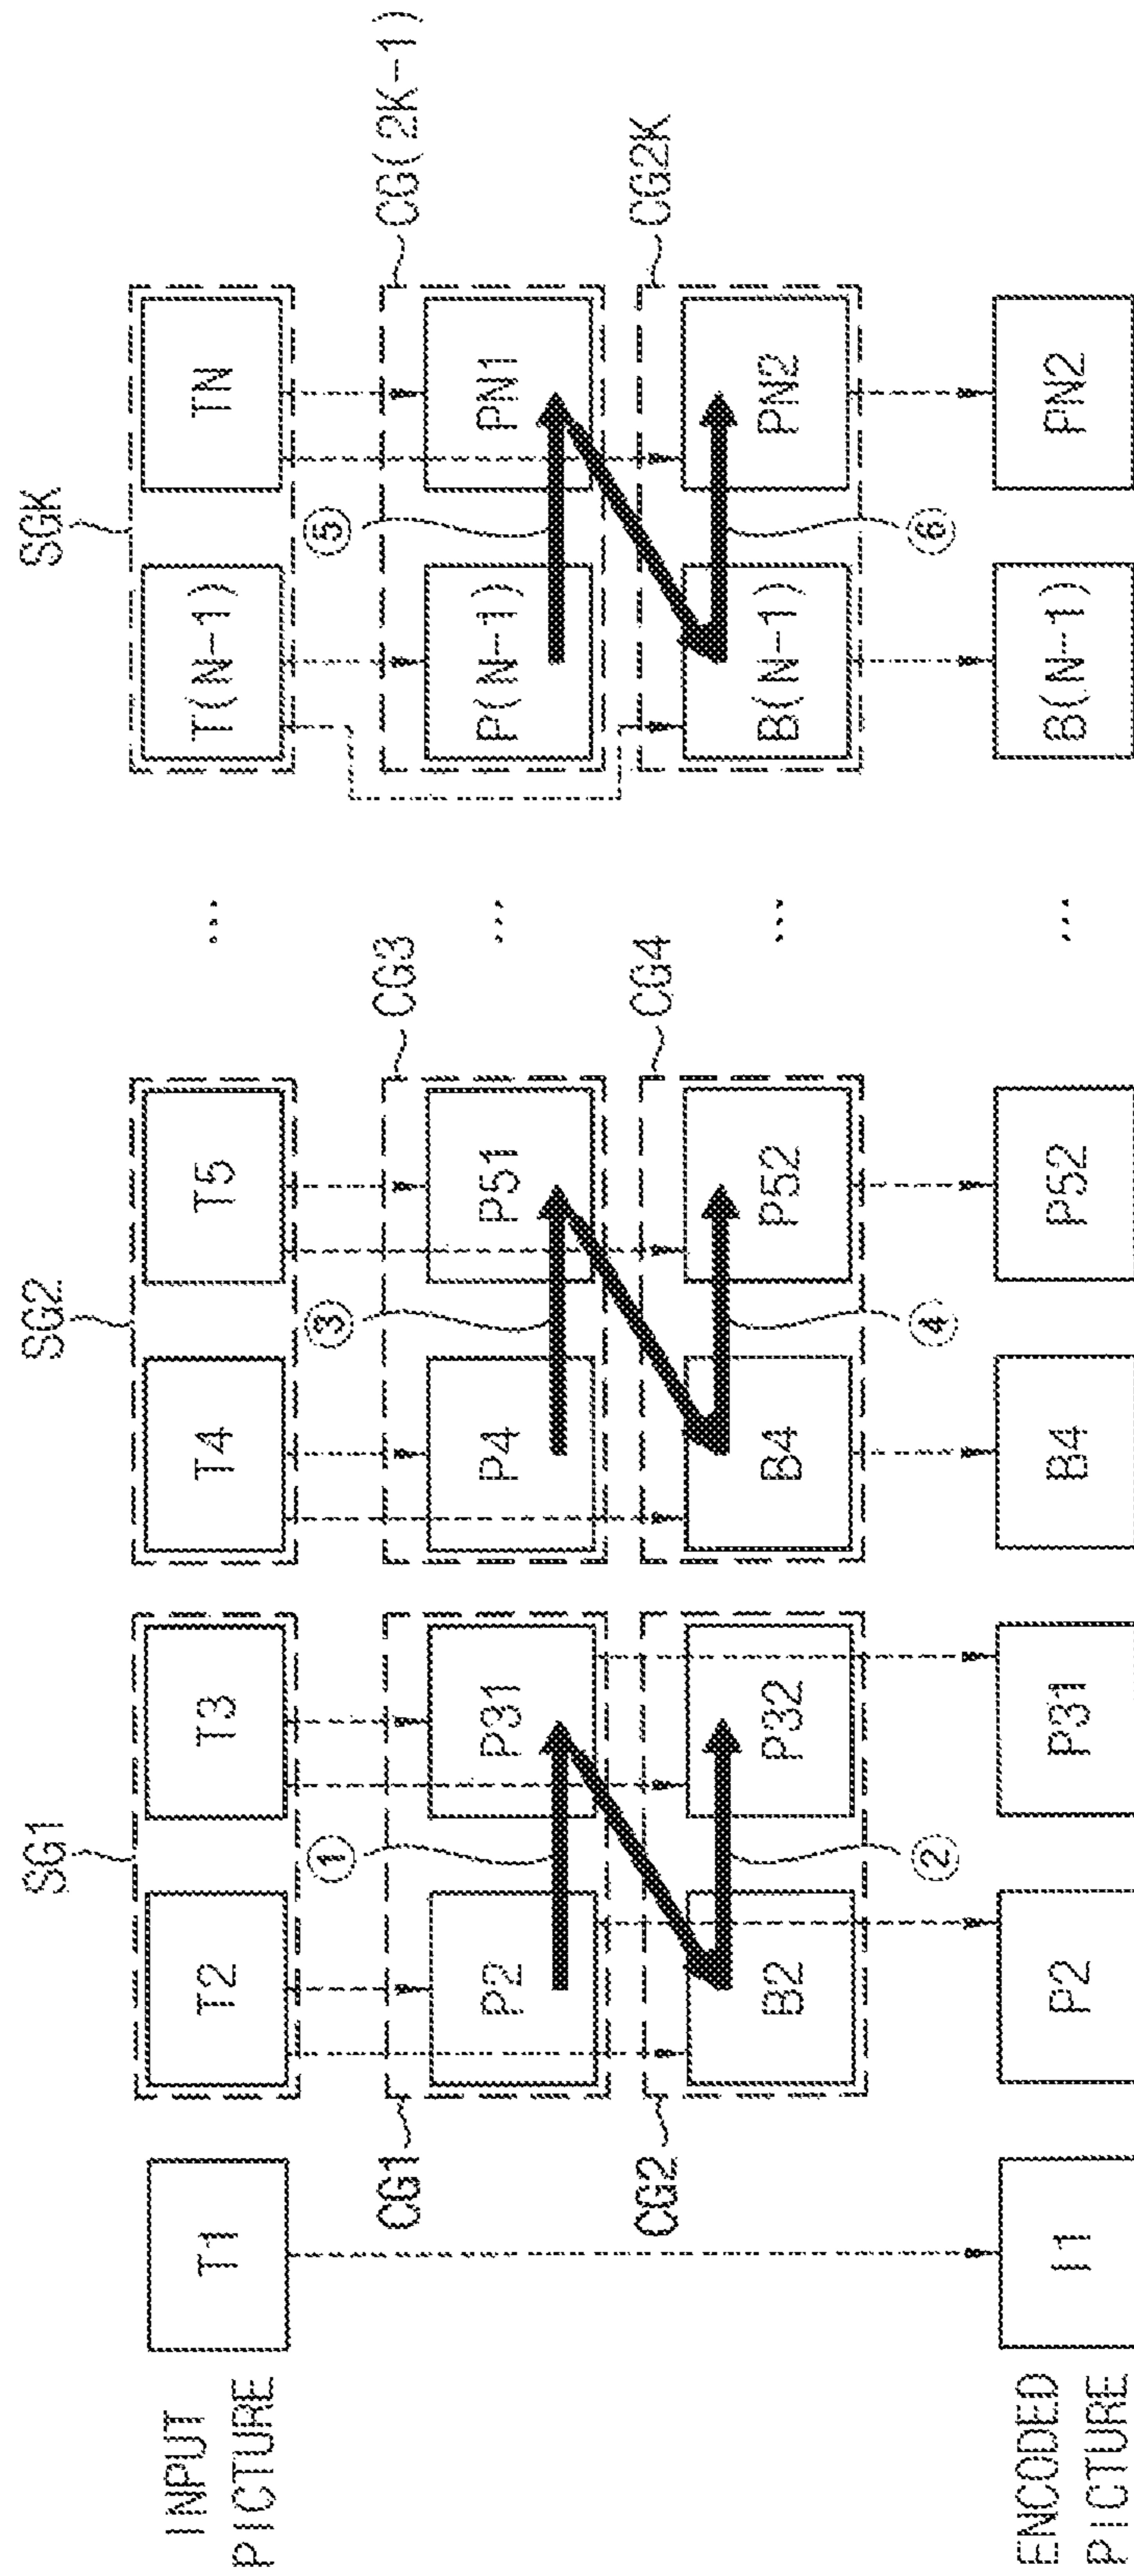 SG1
SG2
SGK
INPUT
PICTURE
T1
T2
T3
T4
T5
...
T(N-1)
TN
①
③
⑤
CG1
CG3
CG(2K-1)
P2
P31
P4
P51
...
P(N-1)
PN1
CG2
CG4
CG2K
B2
P32
B4
P52
...
B(N-1)
PN2
②
④
⑥
ENCODED
PICTURE
I1
P2
P31
B4
P52
...
B(N-1)
PN2